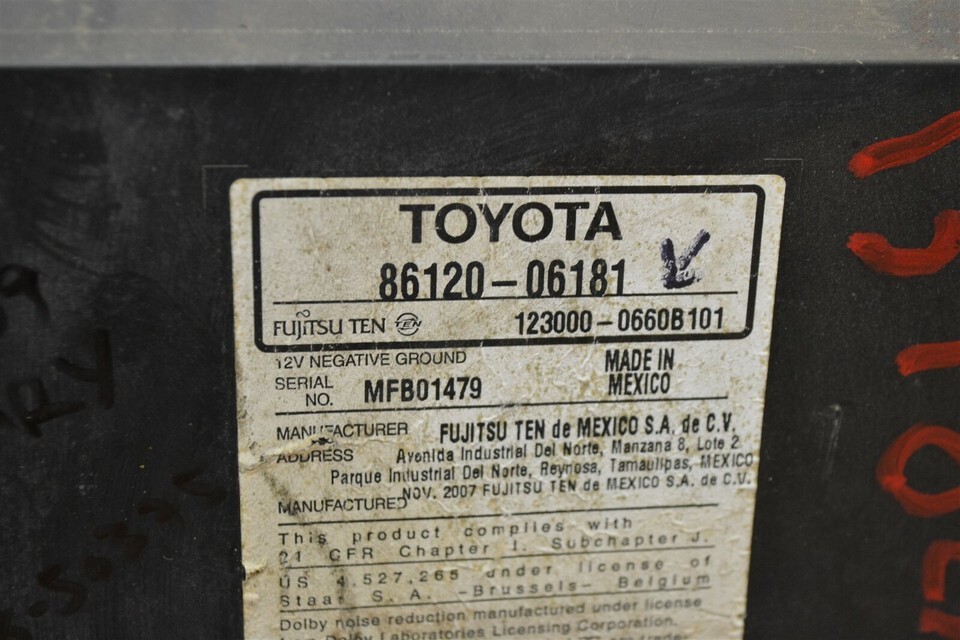 TOYOTA
86120-06181
FUJITSU TEN TEN 123000-0660B101
12V NEGATIVE GROUND
SERIAL NO. MFB01479
MADE IN MEXICO
MANUFACTURER FUJITSU TEN de MEXICO S.A. de C.V.
ADDRESS Avenida Industrial Del Norte, Manzana 8, Lote 2
Parque Industrial Del Norte, Reynosa, Tamaulipas, MEXICO
MANUFACTURED NOV. 2007 FUJITSU TEN de MEXICO S.A. de C.V.
This product complies with
21 CFR Chapter I. Subchapter J.
US 4,527,265 under license of
Staar S. A. -Brussels- Belgium
Dolby noise reduction manufactured under license
from Dolby Laboratories Licensing Corporation.